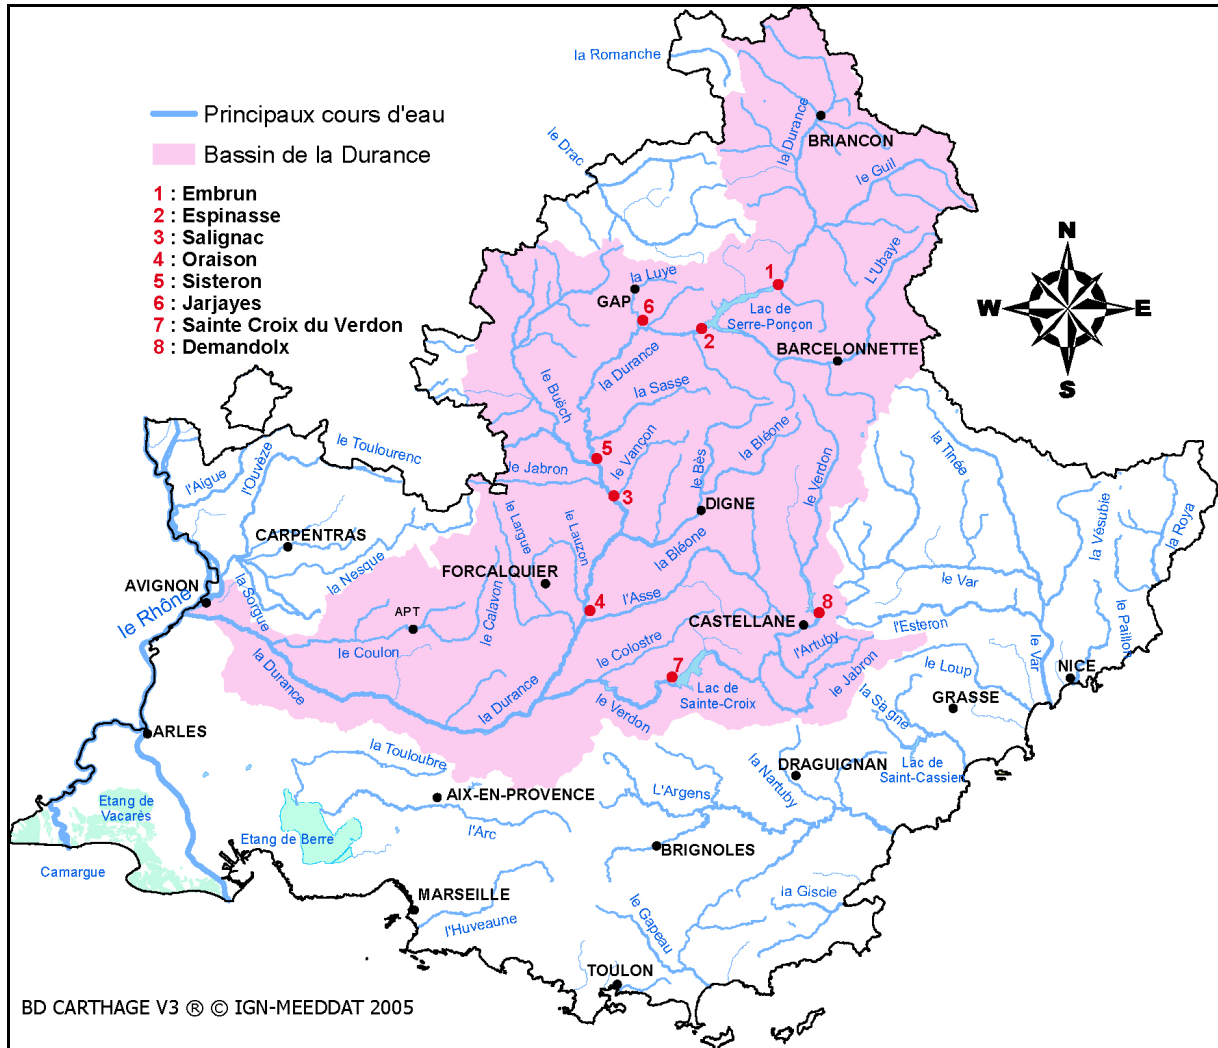 la Romanche
Principaux cours d'eau
Bassin de la Durance
1 : Embrun
2 : Espinasse
3 : Salignac
4 : Oraison
5 : Sisteron
6 : Jarjayes
7 : Sainte Croix du Verdon
8 : Demandolx
le Drac
la Durance
BRIANCON
le Guil
L'Ubaye
N
W
E
S
la Luye
GAP
1
6
2
Lac de
Serre-Ponçon
BARCELONNETTE
la Durance
le Buëch
la Sasse
le Toulourenc
l'Aigue
l'Ouvèze
5
le Jabron
le Vançon
3
le Bès
la Bléone
le Verdon
la Tinée
la Vésubie
la Roya
DIGNE
CARPENTRAS
la Nesque
la Sorgue
le Largue
le Lauzon
la Bléone
FORCALQUIER
AVIGNON
le Rhône
APT
le Calavon
4
l'Asse
8
CASTELLANE
le Var
l'Esteron
le Paillon
le Coulon
la Durance
la Durance
le Colostre
7
le Verdon
Lac de
Sainte-Croix
l'Artuby
le Jabron
le Loup
le Var
NICE
GRASSE
la Siagne
ARLES
la Touloubre
DRAGUIGNAN
la Nartuby
Lac de
Saint-Cassier
AIX-EN-PROVENCE
L'Argens
Etang de
Vacarès
Etang de Berre
l'Arc
BRIGNOLES
Camargue
MARSEILLE
l'Huveaune
le Gapeau
la Giscle
TOULON
BD CARTHAGE V3 ® © IGN-MEEDDAT 2005